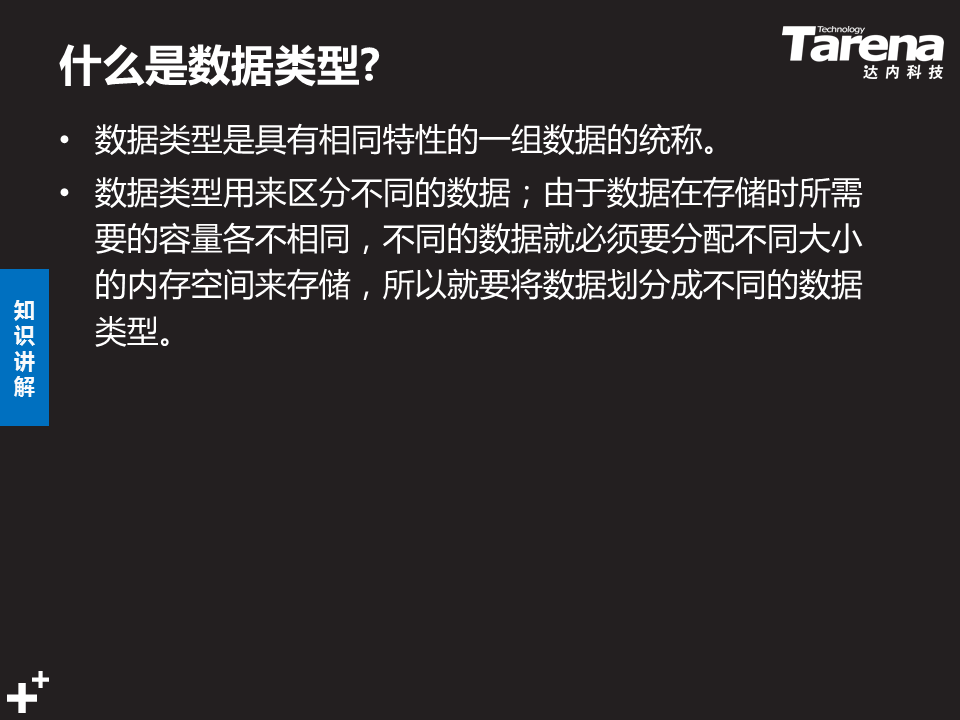 什么是数据类型?
Technology
Tarena
达内科技
• 数据类型是具有相同特性的一组数据的统称。
• 数据类型用来区分不同的数据；由于数据在存储时所需
要的容量各不相同，不同的数据就必须要分配不同大小
的内存空间来存储，所以就要将数据划分成不同的数据
类型。
知
识
讲
解